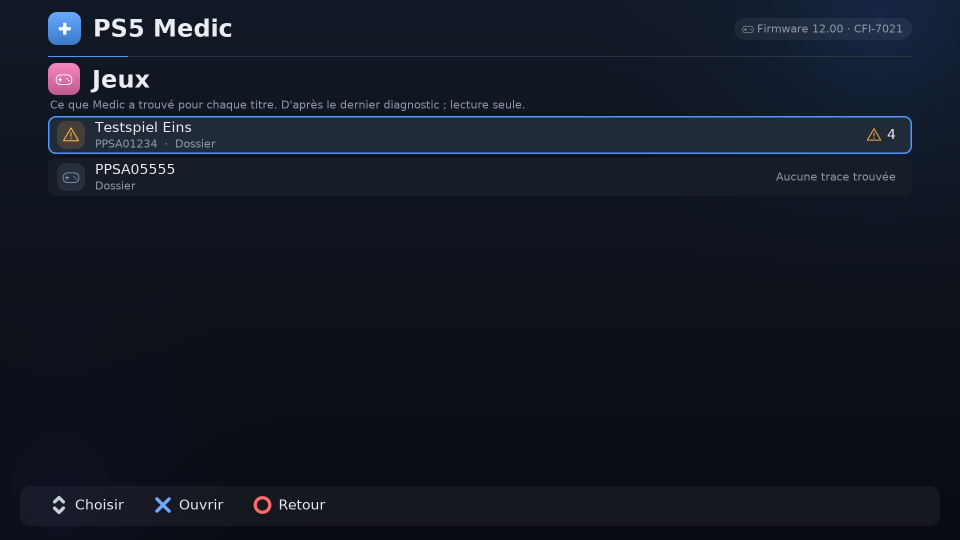 PS5 Medic
Firmware 12.00 · CFI-7021
Jeux
Ce que Medic a trouvé pour chaque titre. D'après le dernier diagnostic ; lecture seule.
Testspiel Eins
4
PPSA01234 · Dossier
PPSA05555
Aucune trace trouvée
Dossier
Choisir
Ouvrir
Retour